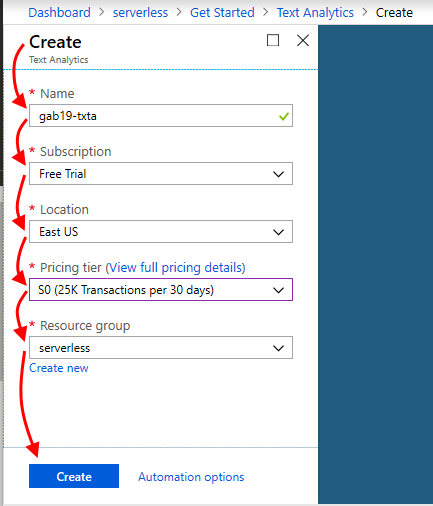 Dashboard > serverless > Get Started > Text Analytics > Create
Create
Text Analytics
* Name
gab19-txta
* Subscription
Free Trial
* Location
East US
* Pricing tier (View full pricing details)
S0 (25K Transactions per 30 days)
* Resource group
serverless
Create new
Create Automation options